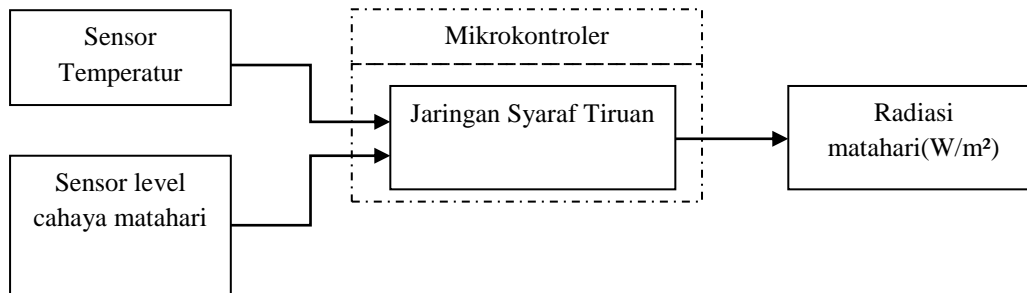 Sensor
Temperatur
Mikrokontroler
Jaringan Syaraf Tiruan
Radiasi
matahari(W/m²)
Sensor level
cahaya matahari